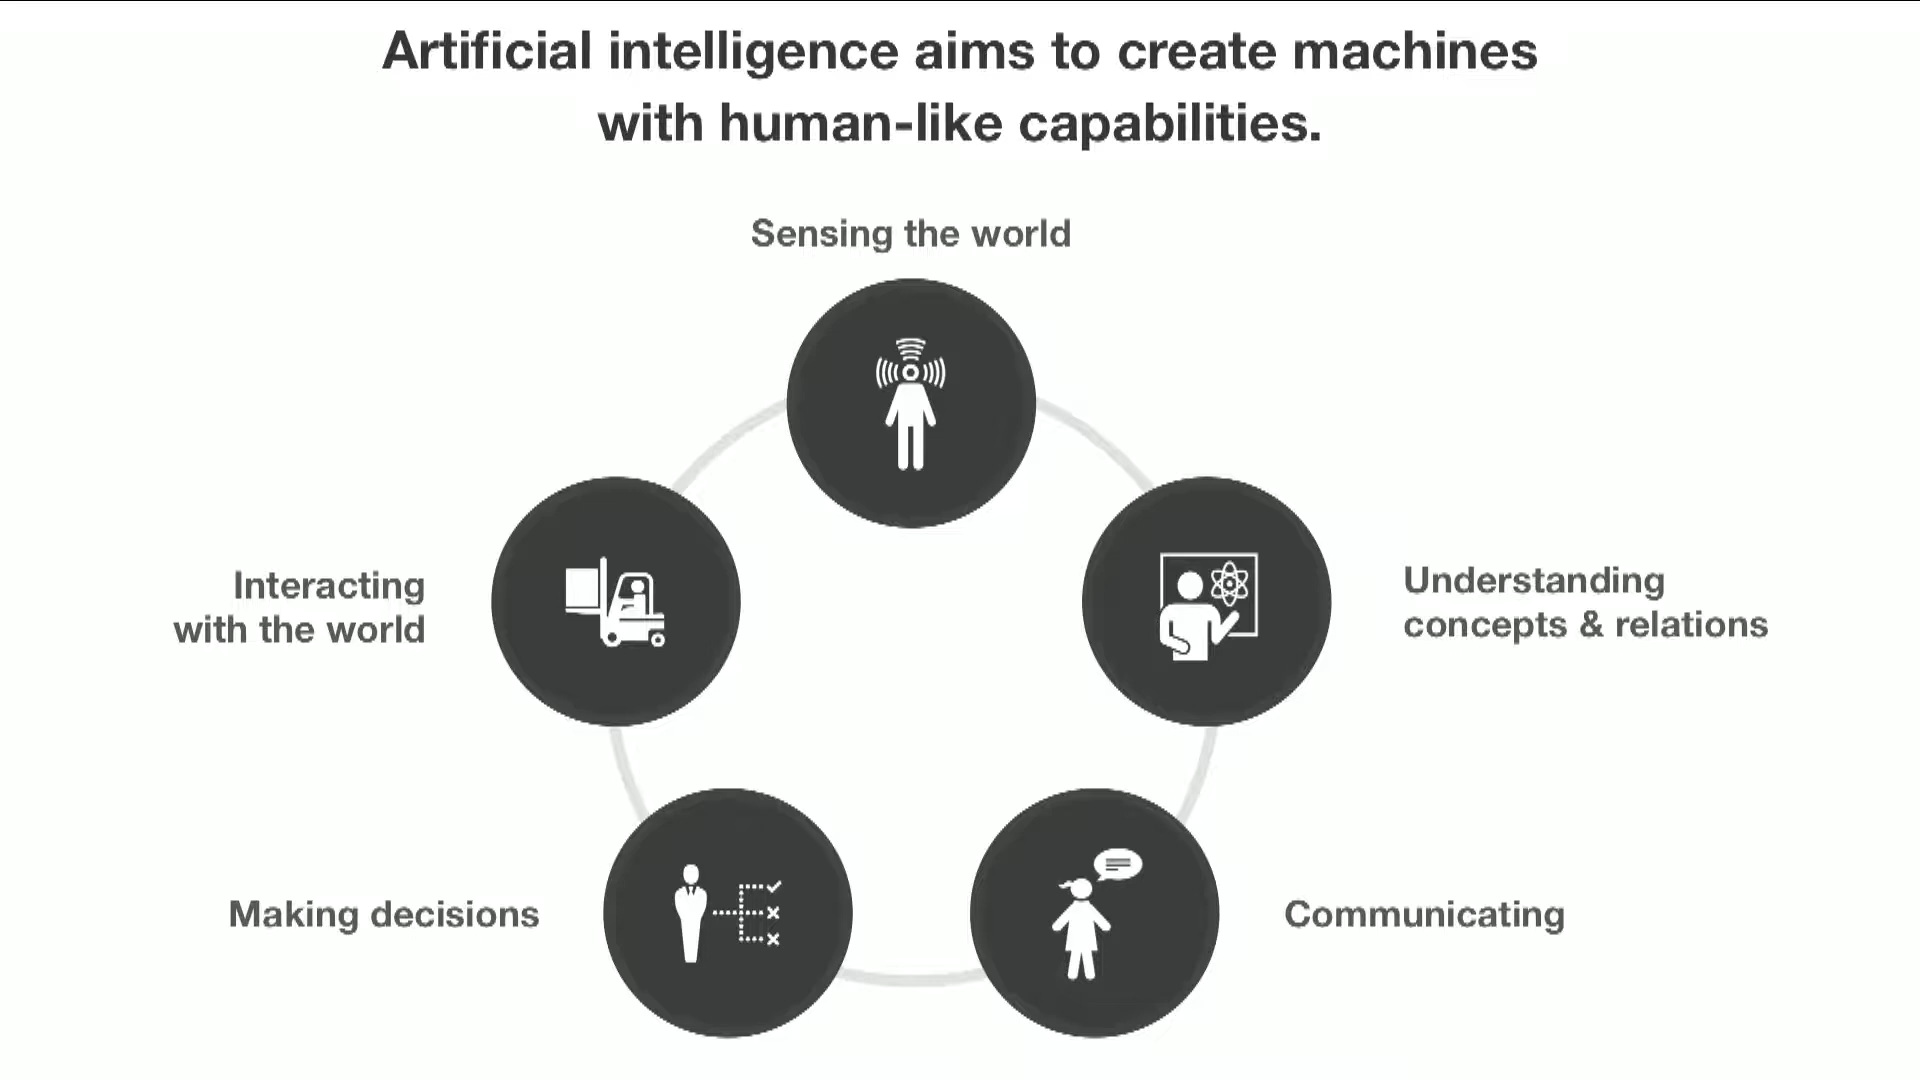 Artificial intelligence aims to create machines
with human-like capabilities.
Sensing the world
Interacting
with the world
Understanding
concepts & relations
Making decisions
Communicating